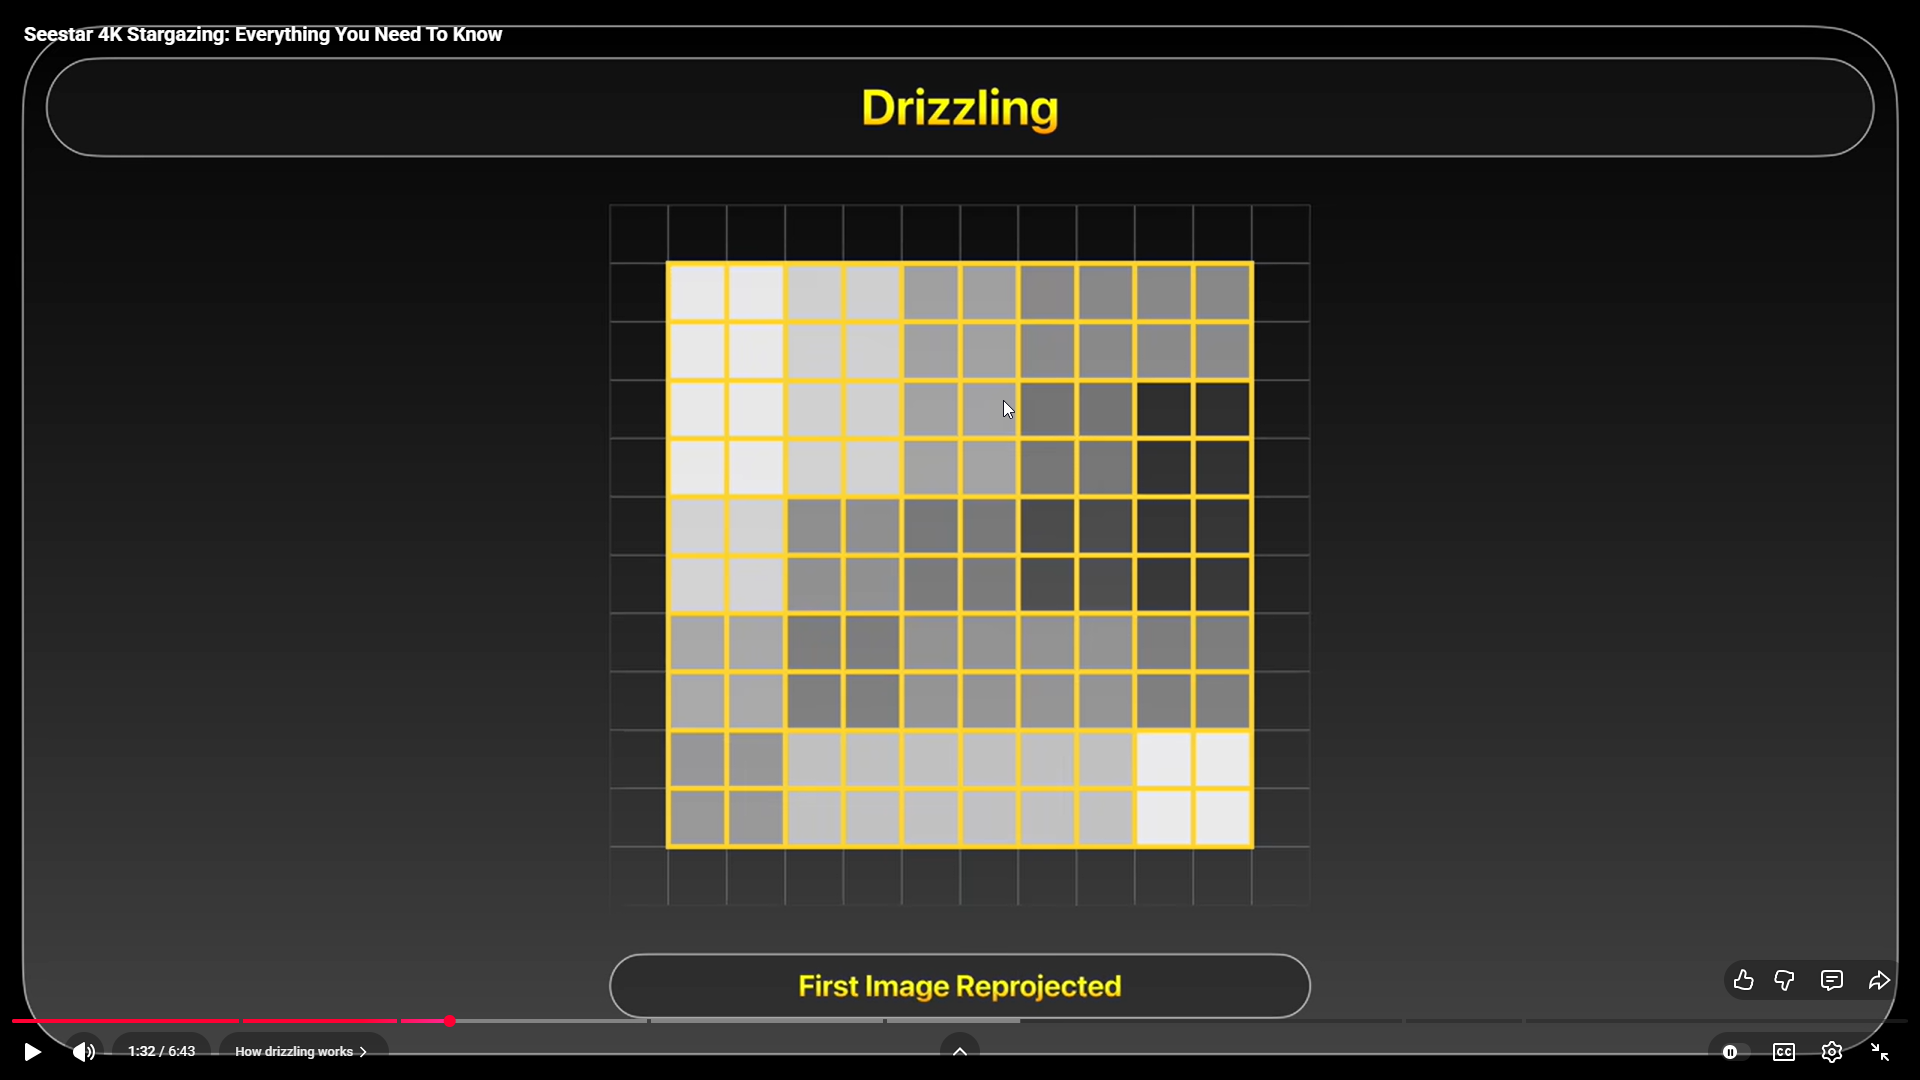 Seestar 4K Stargazing: Everything You Need To Know
Drizzling
First Image Reprojected
1:32 / 6:43
How drizzling works
CC